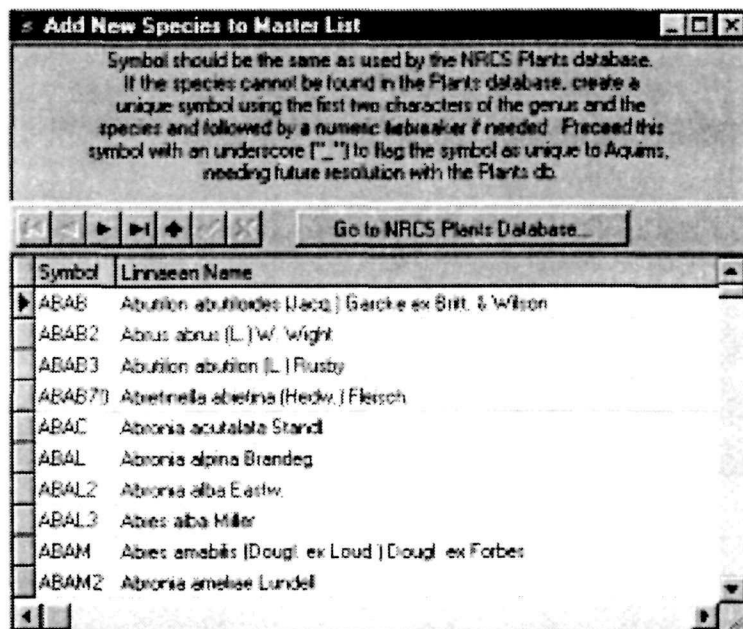 Add New Species to Master List
Symbol should be the same as used by the NRCS Plants database.
If the species cannot be found in the Plants database, create a
unique symbol using the first two characters of the genus and the
species and followed by a numeric tiebreaker if needed. Preceed this
symbol with an underscore ("_") to flag the symbol as unique to Aquims,
needing future resolution with the Plants db.
Go to NRCS Plants Database...
Symbol Linnaean Name
ABAB Abutilon abutiloides (Jacq.) Garcke ex Britt. & Wilson
ABAB2 Abrus abrus (L.) W. Wight
ABAB3 Abutilon abutilon (L.) Rusby
ABAB70 Abietinella abietina (Hedw.) Fleisch.
ABAC Abronia acutalata Standl.
ABAL Abronia alpina Brandeg.
ABAL2 Abronia alba Eastw.
ABAL3 Abies alba Miller
ABAM Abies amabilis (Dougl. ex Loud.) Dougl. ex Forbes
ABAM2 Abronia ameliae Lundell